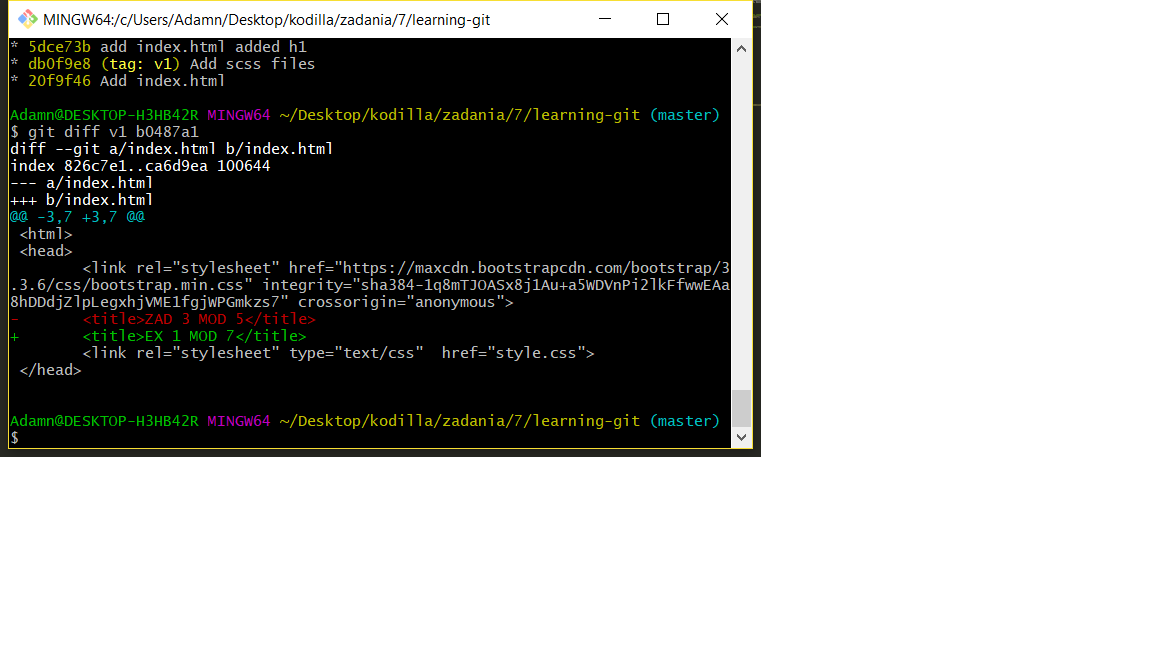 MINGW64:/c/Users/Adamn/Desktop/kodilla/zadania/7/learning-git
* 5dce73b add index.html added h1
* db0f9e8 (tag: v1) Add scss files
* 20f9f46 Add index.html
Adamn@DESKTOP-H3HB42R MINGW64 ~/Desktop/kodilla/zadania/7/learning-git (master)
$ git diff v1 b0487a1
diff --git a/index.html b/index.html
index 826c7e1..ca6d9ea 100644
--- a/index.html
+++ b/index.html
@@ -3,7 +3,7 @@
 <html>
 <head>
        <link rel="stylesheet" href="https://maxcdn.bootstrapcdn.com/bootstrap/3
.3.6/css/bootstrap.min.css" integrity="sha384-1q8mTJOASx8j1Au+a5WDVnPi2lkFfwwEAa
8hDDdjZlpLegxhjVME1fgjWPGmkzs7" crossorigin="anonymous">
-       <title>ZAD 3 MOD 5</title>
+       <title>EX 1 MOD 7</title>
        <link rel="stylesheet" type="text/css"  href="style.css">
 </head>
Adamn@DESKTOP-H3HB42R MINGW64 ~/Desktop/kodilla/zadania/7/learning-git (master)
$